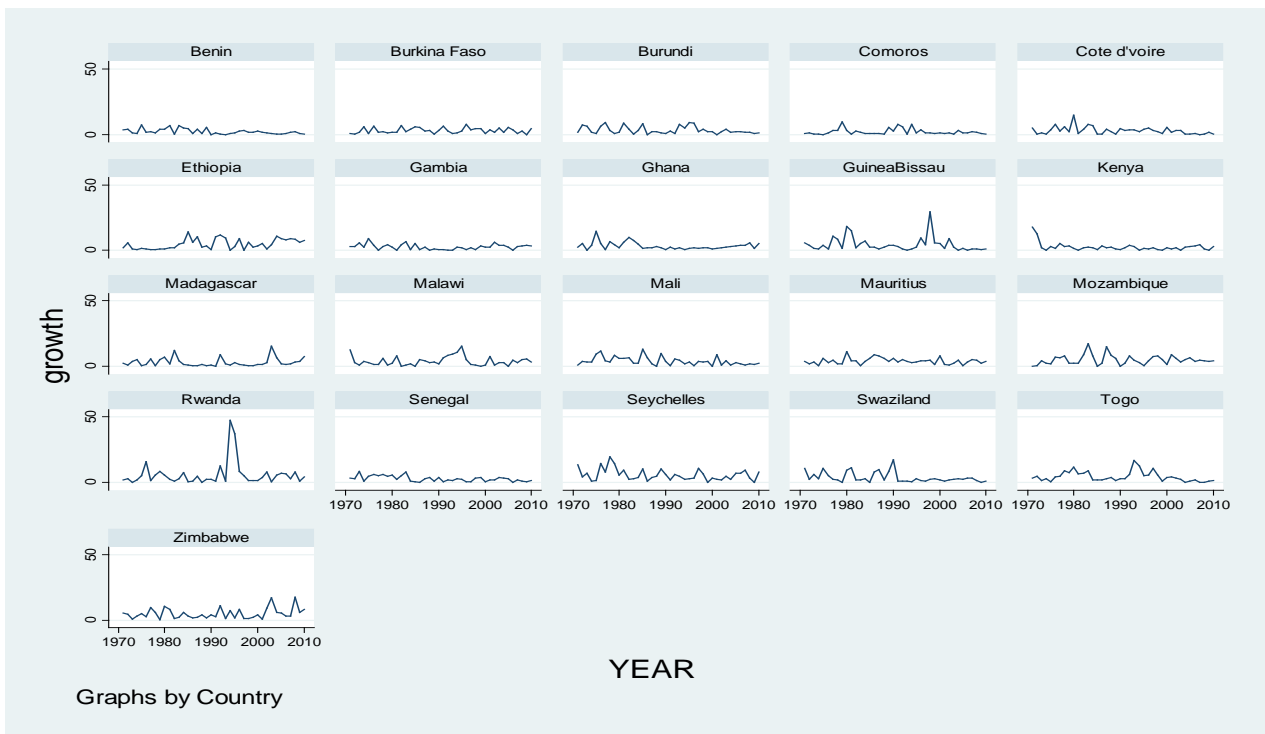 Benin Burkina Faso Burundi Comoros Cote d'voire
50
0
Ethiopia Gambia Ghana GuineaBissau Kenya
50
0
Madagascar Malawi Mali Mauritius Mozambique
50
0
growth
Rwanda Senegal Seychelles Swaziland Togo
50
0
1970 1980 1990 2000 2010 1970 1980 1990 2000 2010 1970 1980 1990 2000 2010 1970 1980 1990 2000 2010
Zimbabwe
50
0
1970 1980 1990 2000 2010
YEAR
Graphs by Country